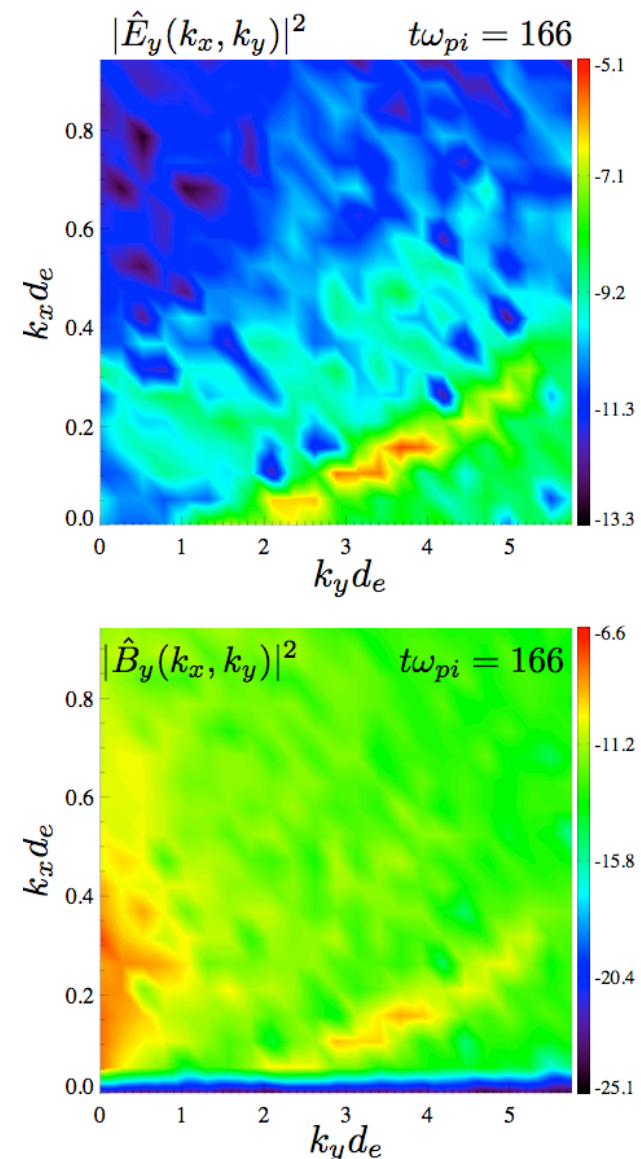 |Ê_y(k_x, k_y)|² tω_pi = 166
-5.1
0.8
-7.1
0.6
k_x d_e
-9.2
0.4
-11.3
0.2
0.0
-13.3
0 1 2 3 4 5
k_y d_e
|B̂_y(k_x, k_y)|² tω_pi = 166
-6.6
0.8
-11.2
0.6
k_x d_e
-15.8
0.4
-20.4
0.2
0.0
-25.1
0 1 2 3 4 5
k_y d_e